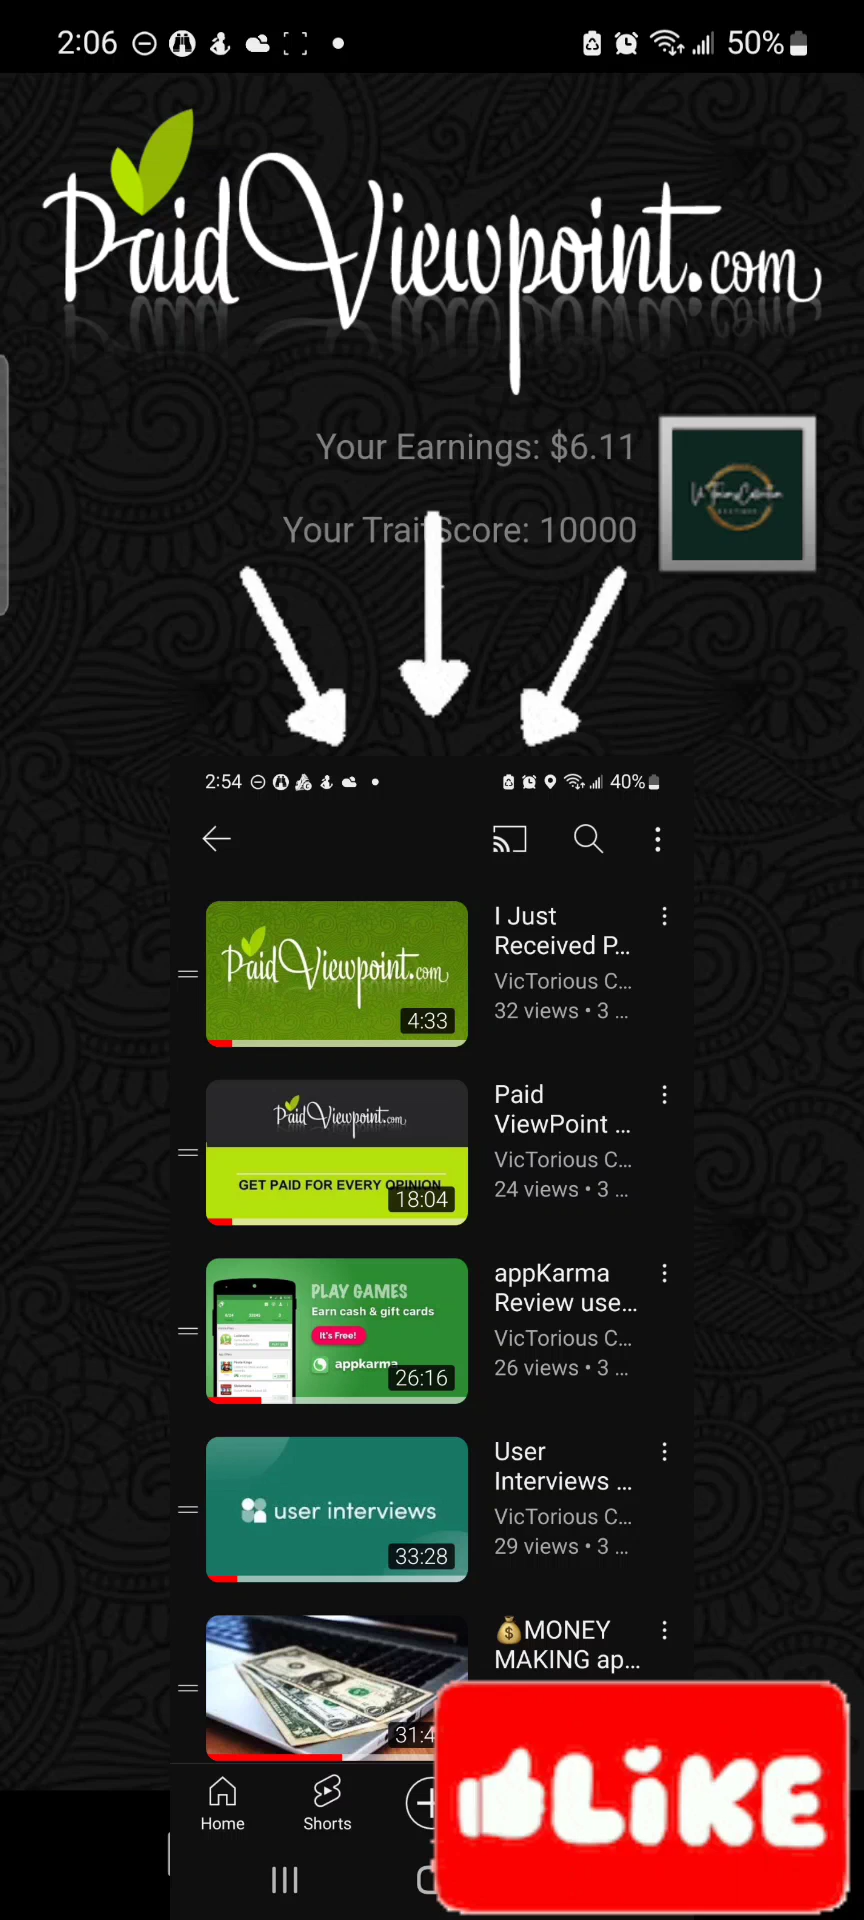 2:06
50%
PaidViewpoint.com
Your Earnings: $6.11
Your TraitScore: 10000
2:54
40%
PaidViewpoint.com
4:33
I Just
Received P...
VicTorious C...
32 views • 3 ...
PaidViewpoint.com
GET PAID FOR EVERY OPINION
18:04
Paid
ViewPoint ...
VicTorious C...
24 views • 3 ...
PLAY GAMES
Earn cash & gift cards
It's Free!
appkarma
26:16
appKarma
Review use...
VicTorious C...
26 views • 3 ...
user interviews
33:28
User
Interviews ...
VicTorious C...
29 views • 3 ...
31:4
💰MONEY
MAKING ap...
LiKE
Home
Shorts